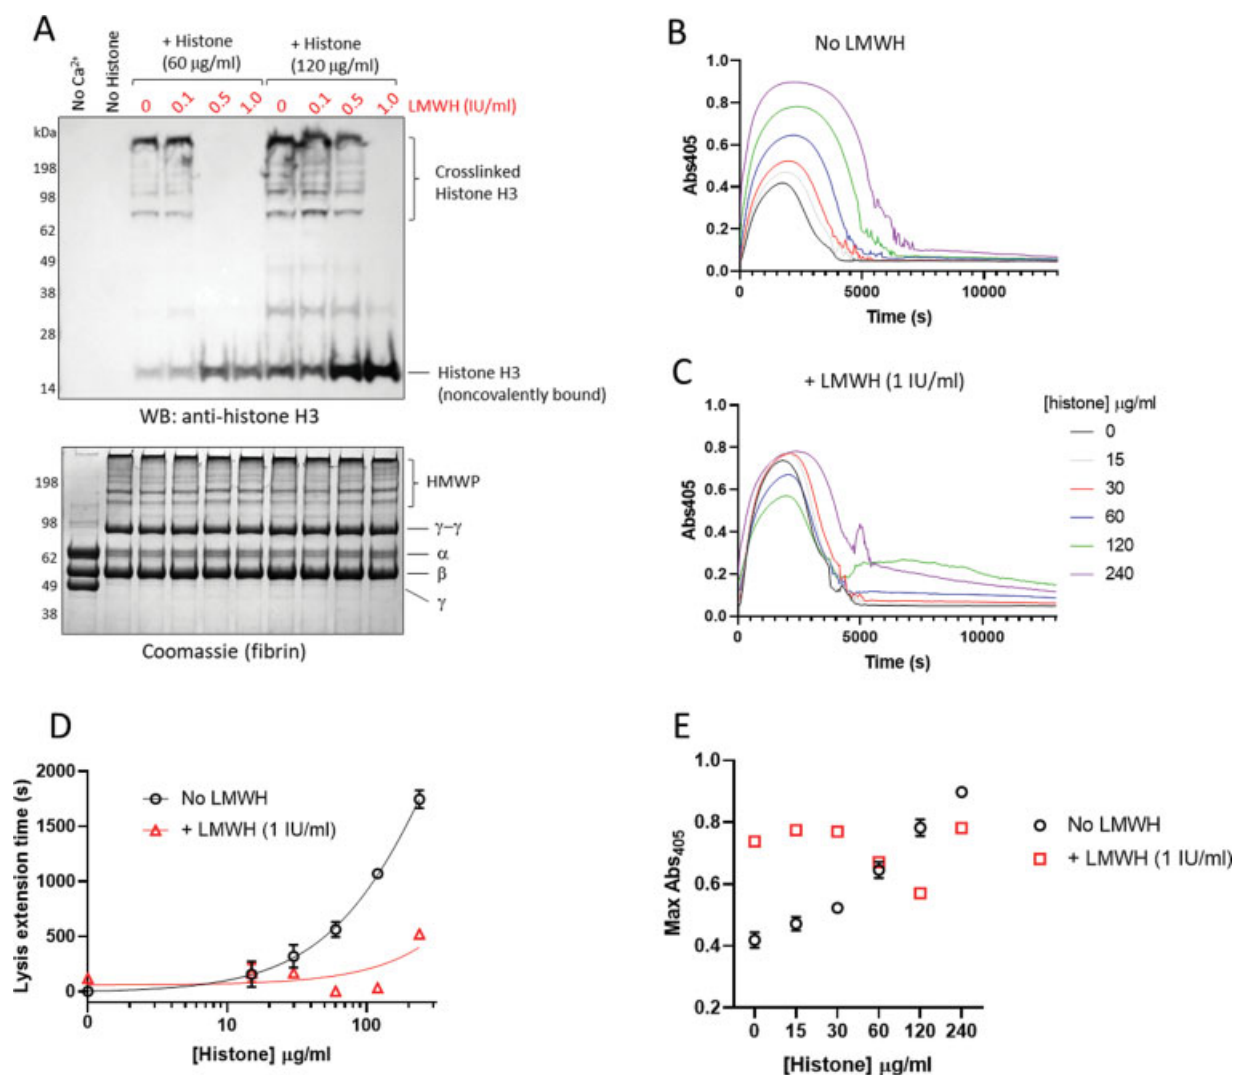 A
+ Histone
(60 μg/ml)
+ Histone
(120 μg/ml)
No Ca2+
No Histone
0 0.1 0.5 1.0 0 0.1 0.5 1.0 LMWH (IU/ml)
kDa
198
98
62
49
38
28
14
Crosslinked
Histone H3
Histone H3
(noncovalently bound)
WB: anti-histone H3
198
98
62
49
38
HMWP
γ–γ
α
β
γ
Coomassie (fibrin)
B
No LMWH
Abs405
1.0
0.8
0.6
0.4
0.2
0.0
0 5000 10000
Time (s)
C
+ LMWH (1 IU/ml)
Abs405
1.0
0.8
0.6
0.4
0.2
0.0
0 5000 10000
Time (s)
[histone] μg/ml
0
15
30
60
120
240
D
Lysis extension time (s)
2000
1500
1000
500
0
No LMWH
+ LMWH (1 IU/ml)
0 10 100
[Histone] μg/ml
E
Max Abs405
1.0
0.8
0.6
0.4
0.2
0 15 30 60 120 240
[Histone] μg/ml
No LMWH
+ LMWH (1 IU/ml)